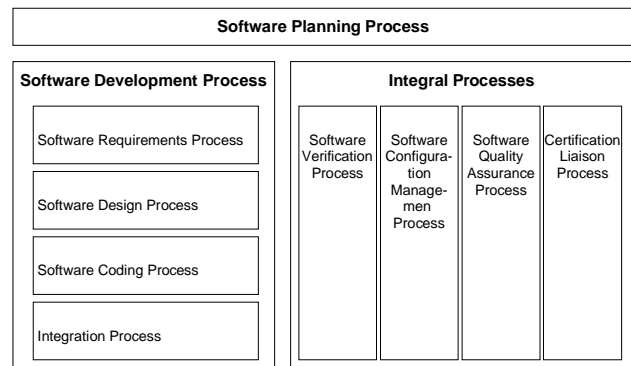 Software Planning Process
Software Development Process
Software Requirements Process
Software Design Process
Software Coding Process
Integration Process
Integral Processes
Software
Verification
Process
Software
Configura-
tion
Manage-
men
Process
Software
Quality
Assurance
Process
Certification
Liaison
Process